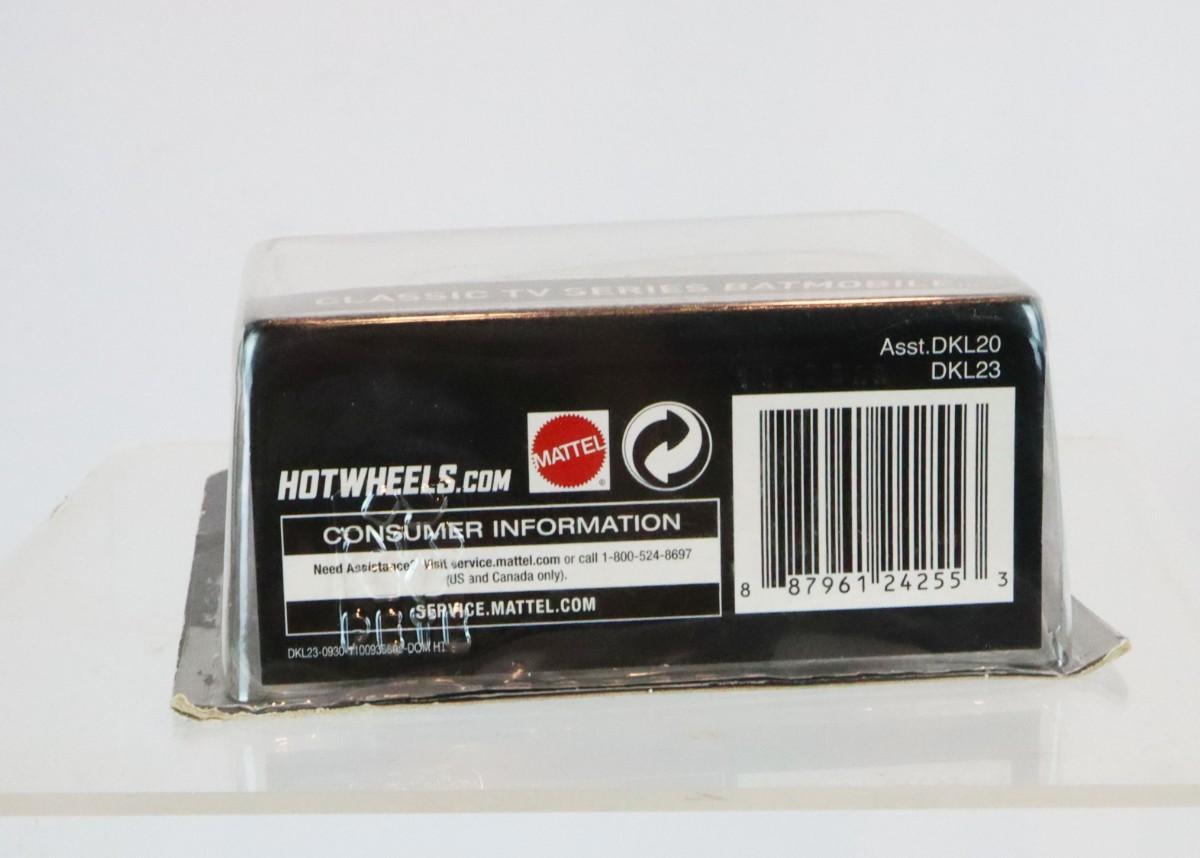 CLASSIC TV SERIES BATMOBILE
Asst.DKL20
DKL23
HOTWHEELS.COM
MATTEL
®
CONSUMER INFORMATION
Need Assistance? Visit service.mattel.com or call 1-800-524-8697
(US and Canada only).
SERVICE.MATTEL.COM
8 87961 24255 3